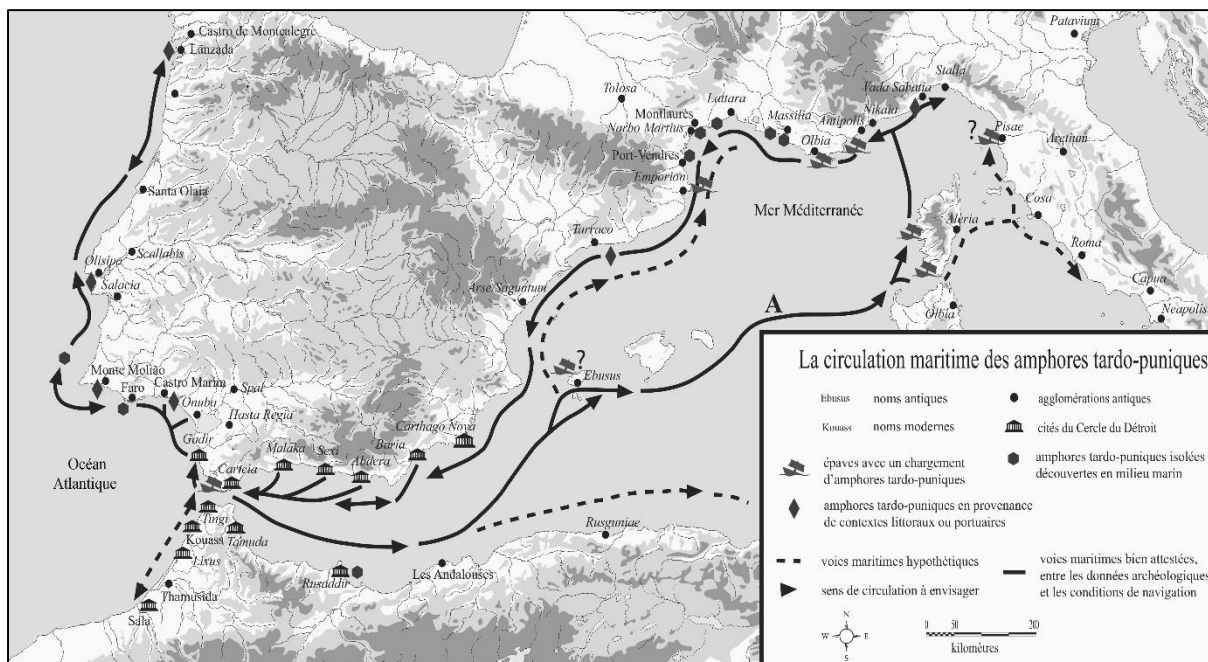 Patavium
Castro de Montealegre
Lanzada
Stalla
Vada Sabatia
Tolosa
Lattara
Montlaurès
Massilia
Nikaia
Narbo Martius
Antipolis
Olbia
?
Pisae
Aretium
Port-Vendrès
Emporion
Santa Olaia
Mer Méditerranée
Cosa
Aleria
Tarraco
Scallabis
Roma
Olisipo
Salacia
Arse/Saguntum
Capua
A
Olbia
Neapolis
?
Ebusus
Monte Molião
Castro Marim
Faro
Spal
Onuba
Hasta Regia
Carthago Nova
Gadir
Malaka
Sexi
Baria
Abdera
Océan
Atlantique
Carteia
Tingi
Kouass
Tamuda
Lixus
Rusaddir
Les Andalouses
Rusguniae
Thamusida
Sala
La circulation maritime des amphores tardo-puniques
Ebusus noms antiques
agglomérations antiques
Kouass noms modernes
cités du Cercle du Détroit
épaves avec un chargement
d'amphores tardo-puniques
amphores tardo-puniques isolées
découvertes en milieu marin
amphores tardo-puniques en provenance
de contextes littoraux ou portuaires
voies maritimes hypothétiques
sens de circulation à envisager
voies maritimes bien attestées,
entre les données archéologiques
et les conditions de navigation
N
W E
S
0 50
kilomètres